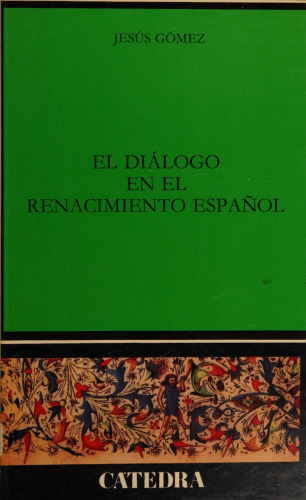 JESÚS GÓMEZ
EL DIÁLOGO
EN EL
RENACIMIENTO ESPAÑOL
CATEDRA